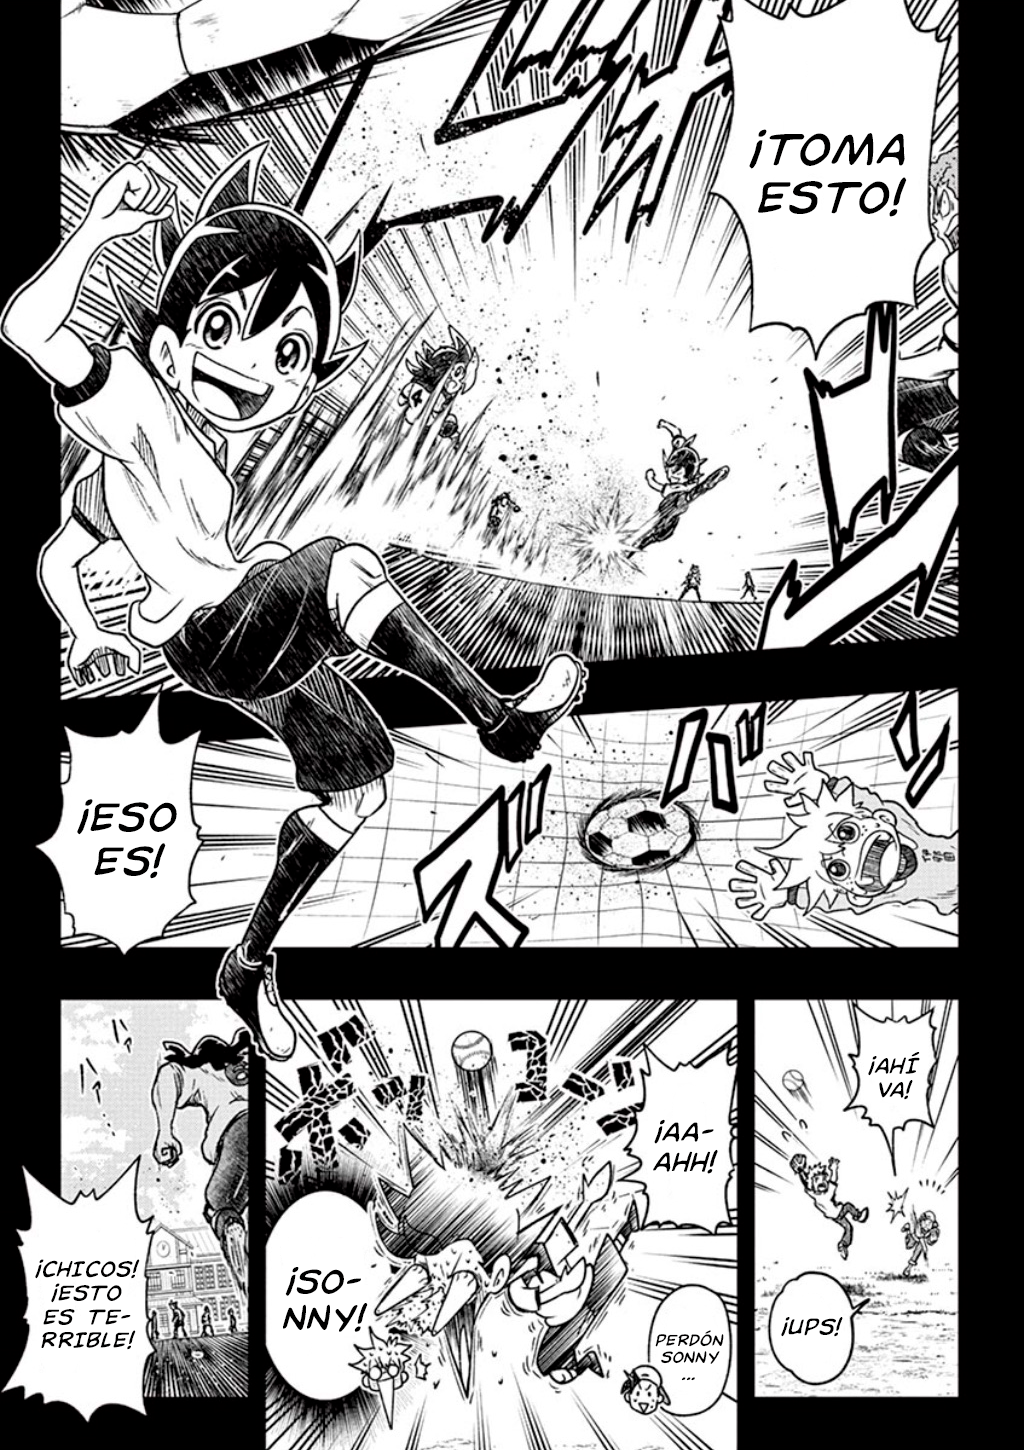 ¡TOMA
ESTO!
¡ESO
ES!
¡AHÍ
VA!
¡UPS!
¡AA-
AHH!
¡SO-
NNY!
PERDÓN
SONNY
...
¡CHICOS!
¡ESTO
ES TE-
RRIBLE!